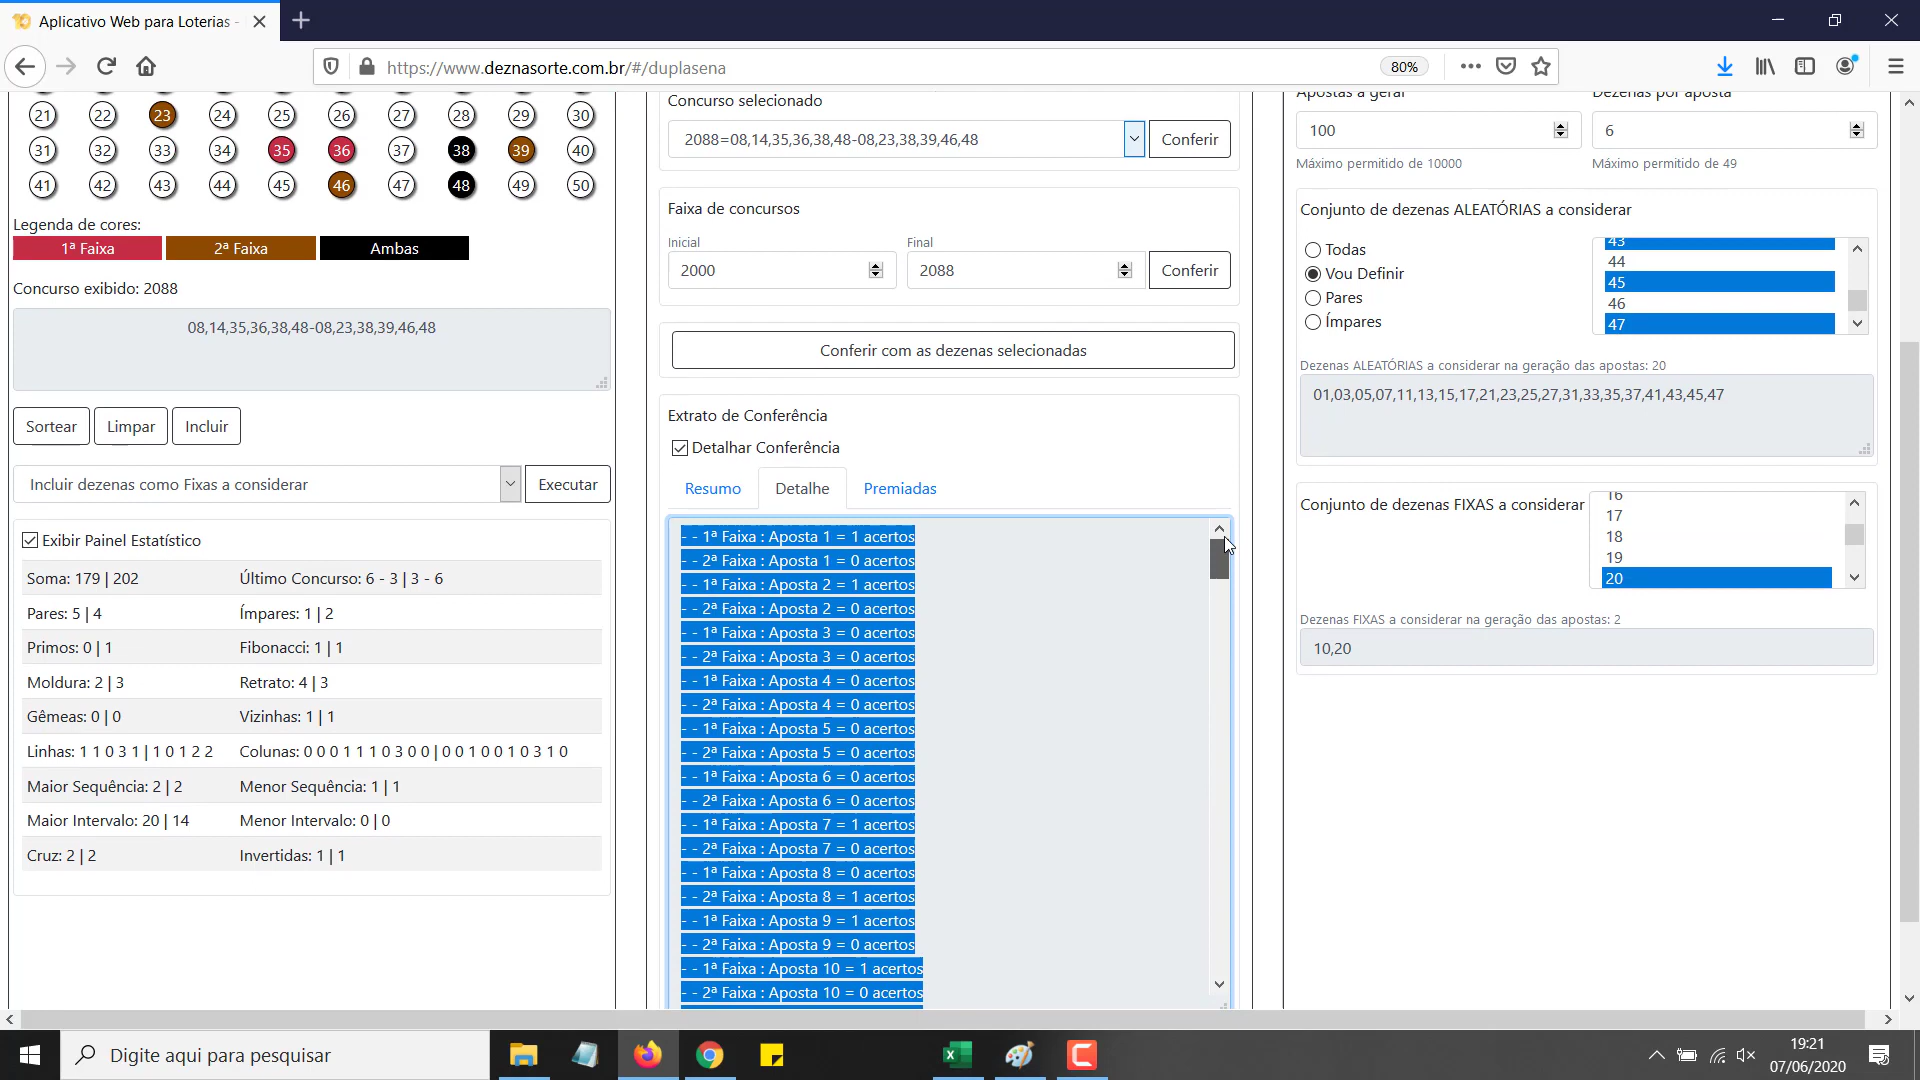 Aplicativo Web para Loterias -
https://www.deznasorte.com.br/#/duplasena
80%
21 22 23 24 25 26 27 28 29 30
31 32 33 34 35 36 37 38 39 40
41 42 43 44 45 46 47 48 49 50
Legenda de cores:
1ª Faixa 2ª Faixa Ambas
Concurso exibido: 2088
08,14,35,36,38,48-08,23,38,39,46,48
Sortear Limpar Incluir
Incluir dezenas como Fixas a considerar Executar
Exibir Painel Estatístico
Soma: 179 | 202 Último Concurso: 6 - 3 | 3 - 6
Pares: 5 | 4 Ímpares: 1 | 2
Primos: 0 | 1 Fibonacci: 1 | 1
Moldura: 2 | 3 Retrato: 4 | 3
Gêmeas: 0 | 0 Vizinhas: 1 | 1
Linhas: 1 1 0 3 1 | 1 0 1 2 2 Colunas: 0 0 0 1 1 1 0 3 0 0 | 0 0 1 0 0 1 0 3 1 0
Maior Sequência: 2 | 2 Menor Sequência: 1 | 1
Maior Intervalo: 20 | 14 Menor Intervalo: 0 | 0
Cruz: 2 | 2 Invertidas: 1 | 1
Concurso selecionado
2088=08,14,35,36,38,48-08,23,38,39,46,48 Conferir
Faixa de concursos
Inicial Final
2000 2088 Conferir
Conferir com as dezenas selecionadas
Extrato de Conferência
Detalhar Conferência
Resumo Detalhe Premiadas
- - 1ª Faixa : Aposta 1 = 1 acertos
- - 2ª Faixa : Aposta 1 = 0 acertos
- - 1ª Faixa : Aposta 2 = 1 acertos
- - 2ª Faixa : Aposta 2 = 0 acertos
- - 1ª Faixa : Aposta 3 = 0 acertos
- - 2ª Faixa : Aposta 3 = 0 acertos
- - 1ª Faixa : Aposta 4 = 0 acertos
- - 2ª Faixa : Aposta 4 = 0 acertos
- - 1ª Faixa : Aposta 5 = 0 acertos
- - 2ª Faixa : Aposta 5 = 0 acertos
- - 1ª Faixa : Aposta 6 = 0 acertos
- - 2ª Faixa : Aposta 6 = 0 acertos
- - 1ª Faixa : Aposta 7 = 1 acertos
- - 2ª Faixa : Aposta 7 = 0 acertos
- - 1ª Faixa : Aposta 8 = 0 acertos
- - 2ª Faixa : Aposta 8 = 1 acertos
- - 1ª Faixa : Aposta 9 = 1 acertos
- - 2ª Faixa : Aposta 9 = 0 acertos
- - 1ª Faixa : Aposta 10 = 1 acertos
- - 2ª Faixa : Aposta 10 = 0 acertos
Apostas a gerar Dezenas por aposta
100 6
Máximo permitido de 10000 Máximo permitido de 49
Conjunto de dezenas ALEATÓRIAS a considerar
Todas
Vou Definir
Pares
Ímpares
43
44
45
46
47
Dezenas ALEATÓRIAS a considerar na geração das apostas: 20
01,03,05,07,11,13,15,17,21,23,25,27,31,33,35,37,41,43,45,47
Conjunto de dezenas FIXAS a considerar
16
17
18
19
20
Dezenas FIXAS a considerar na geração das apostas: 2
10,20
Digite aqui para pesquisar
19:21
07/06/2020